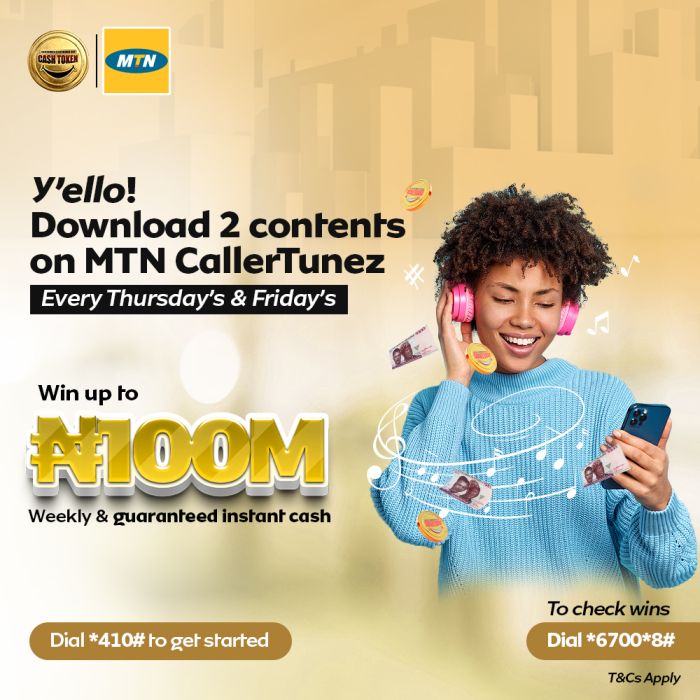 CASH TOKEN
MTN
Y'ello!
Download 2 contents
on MTN CallerTunez
Every Thursday's & Friday's
Win up to
₦100M
Weekly & guaranteed instant cash
To check wins
Dial *410# to get started
Dial *6700*8#
T&Cs Apply